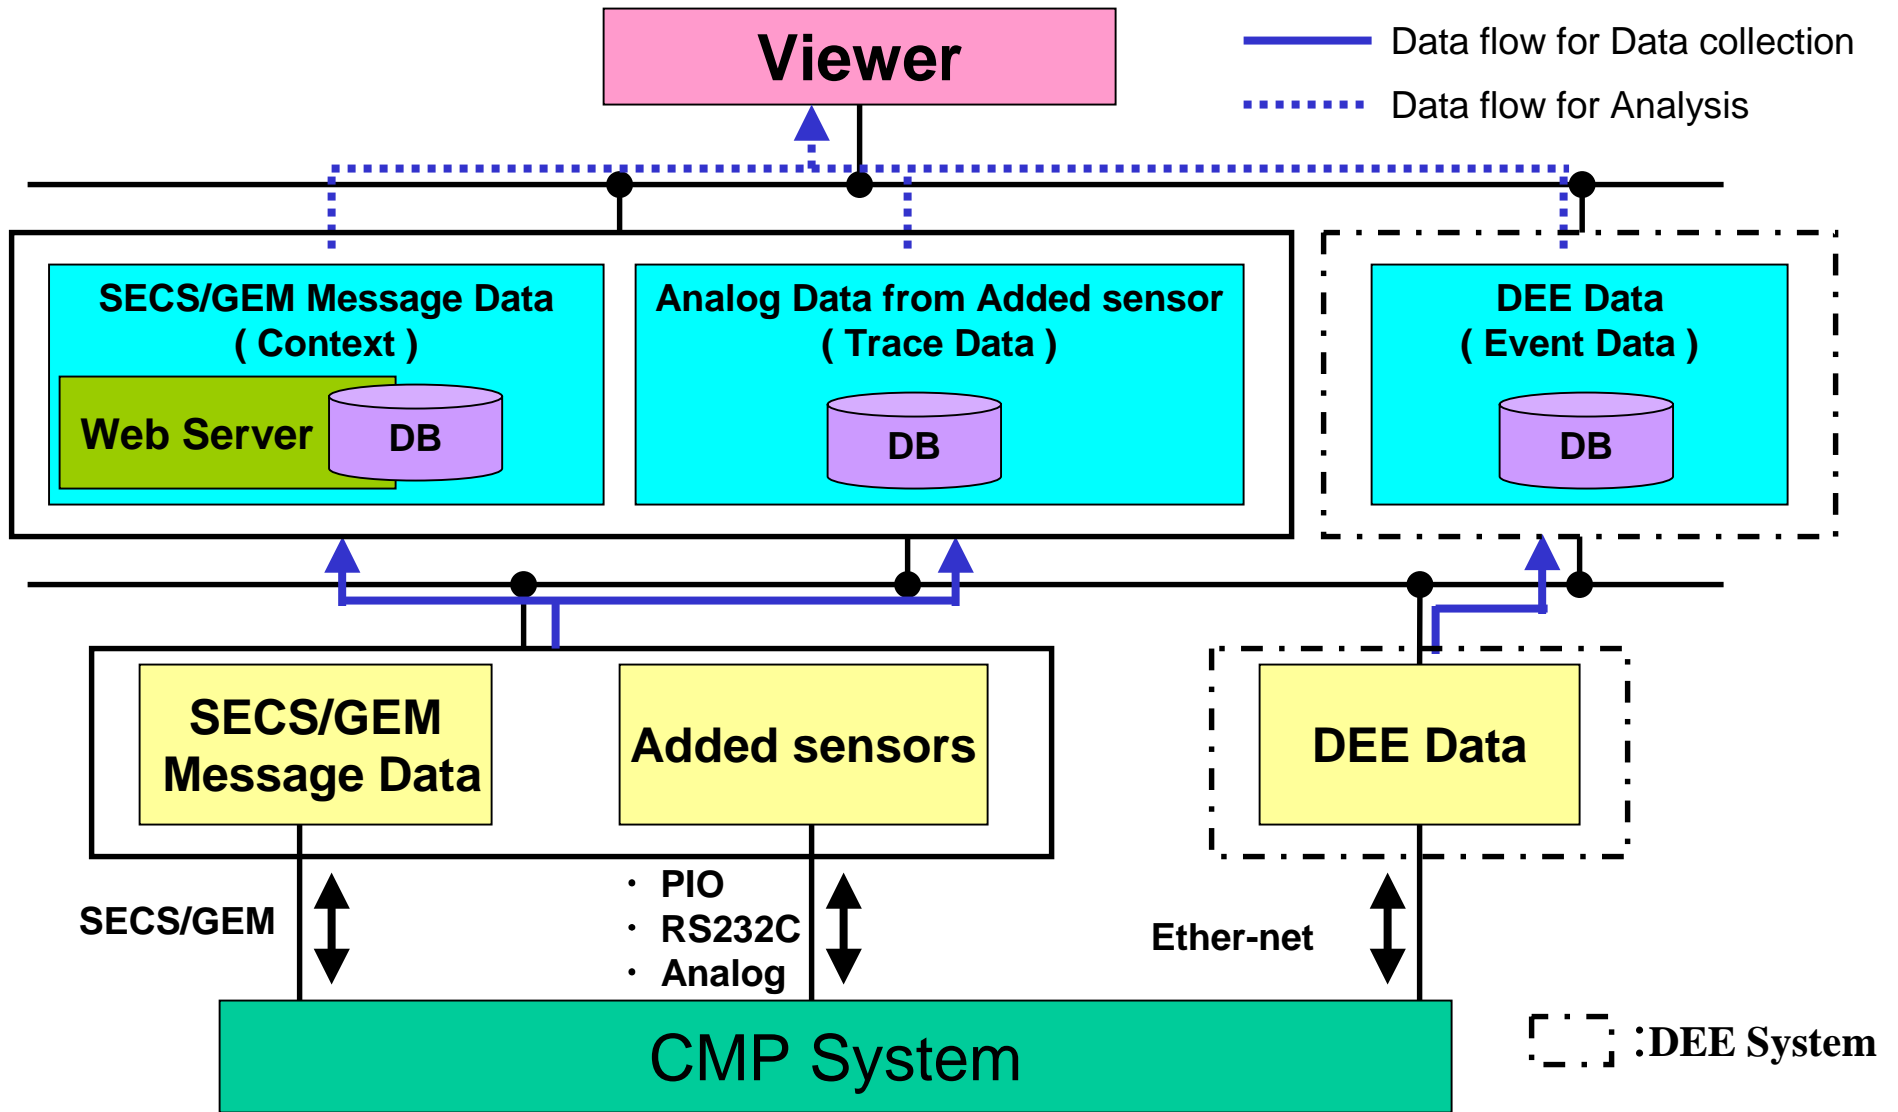 Viewer
Data flow for Data collection
Data flow for Analysis
SECS/GEM Message Data
( Context )
Web Server
DB
Analog Data from Added sensor
( Trace Data )
DB
DEE Data
( Event Data )
DB
SECS/GEM
Message Data
Added sensors
DEE Data
SECS/GEM
・ PIO
・ RS232C
・ Analog
Ether-net
CMP System
:DEE System